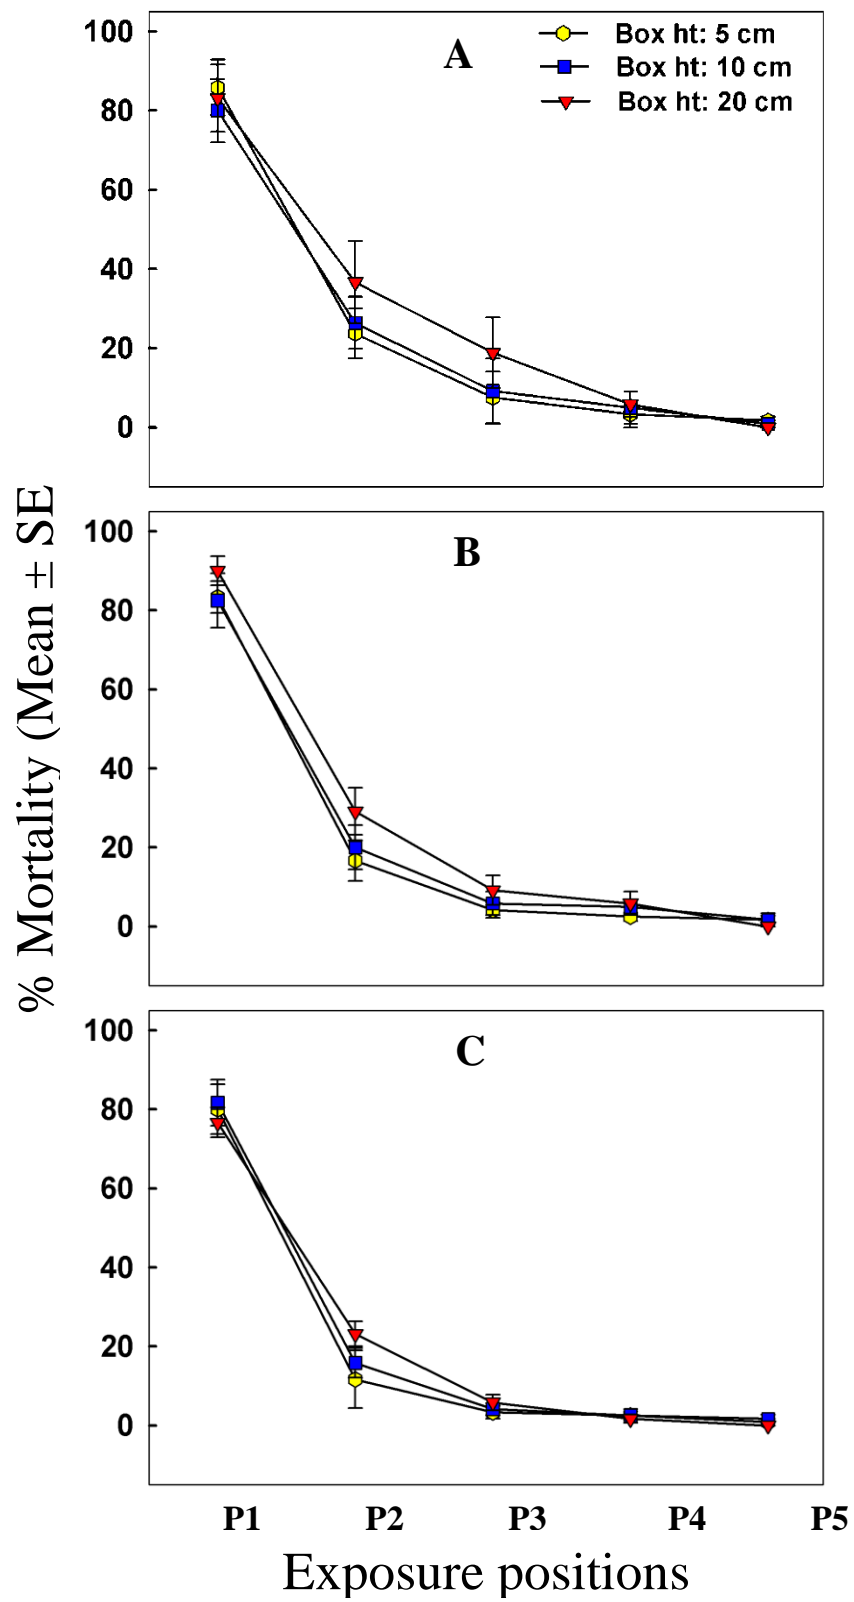 A
Box ht: 5 cm
Box ht: 10 cm
Box ht: 20 cm
100
80
60
40
20
0
B
100
80
60
40
20
0
C
100
80
60
40
20
0
% Mortality (Mean ± SE
P1 P2 P3 P4 P5
Exposure positions